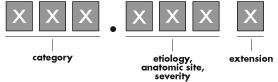 X X X . X X X X
category
etiology,
anatomic site,
severity
extension